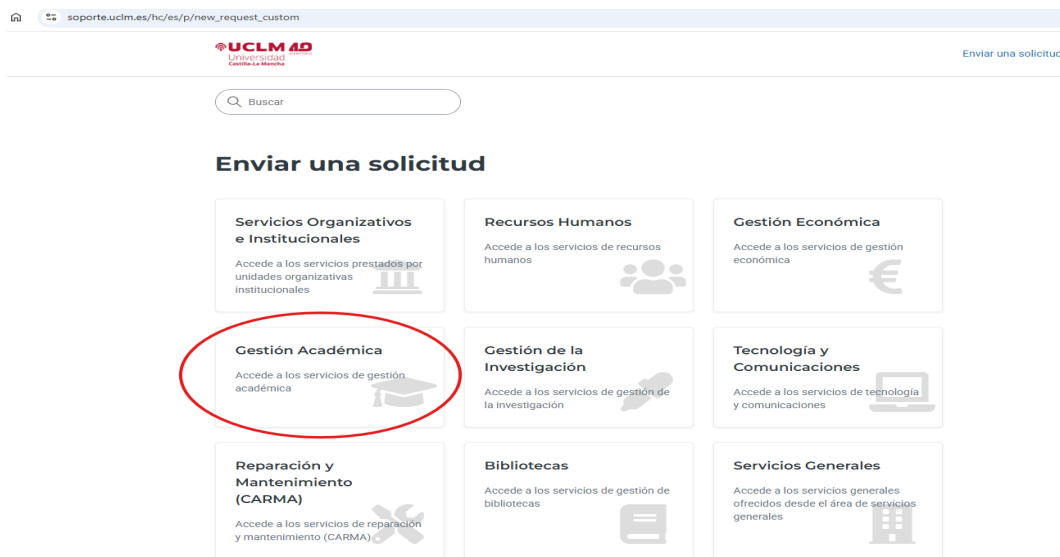 soporte.uclm.es/hc/es/p/new_request_custom
UCLM 40
Universidad
Castilla-La Mancha
Enviar una solicitud
Buscar
Enviar una solicitud
Servicios Organizativos
e Institucionales
Accede a los servicios prestados por
unidades organizativas
institucionales
Recursos Humanos
Accede a los servicios de recursos
humanos
Gestión Económica
Accede a los servicios de gestión
económica
Gestión Académica
Accede a los servicios de gestión
académica
Gestión de la
Investigación
Accede a los servicios de gestión de
la investigación
Tecnología y
Comunicaciones
Accede a los servicios de tecnología
y comunicaciones
Reparación y
Mantenimiento
(CARMA)
Accede a los servicios de reparación
y mantenimiento (CARMA)
Bibliotecas
Accede a los servicios de gestión de
bibliotecas
Servicios Generales
Accede a los servicios generales
ofrecidos desde el área de servicios
generales